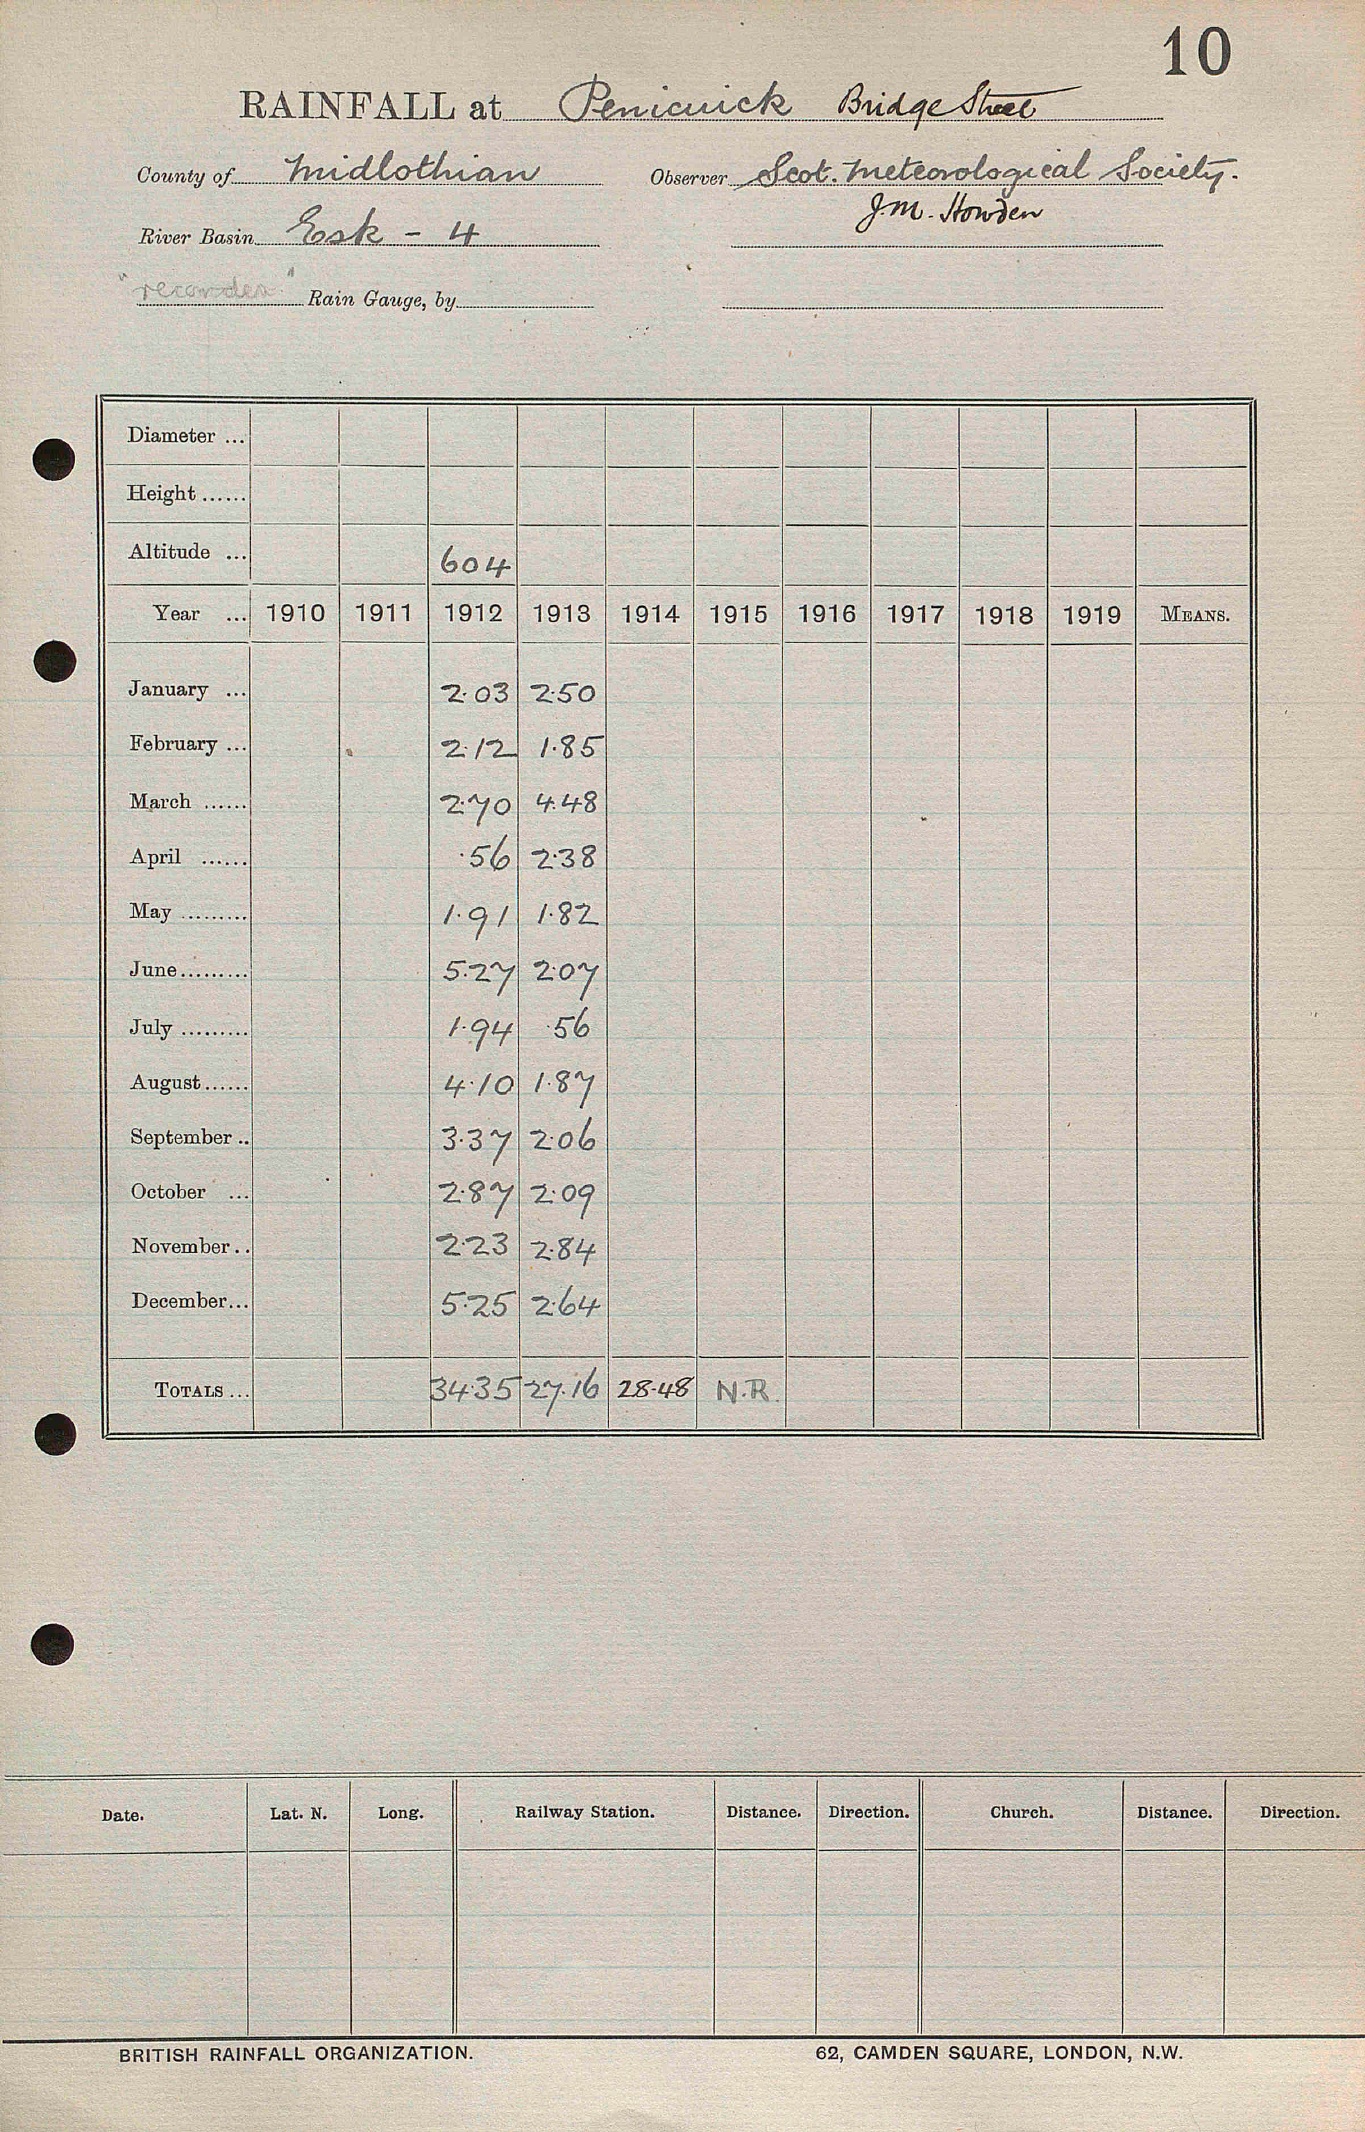 10
RAINFALL at Penicuick Bridge Street
County of Midlothian Observer Scot. Meteorological Society.
J.M. Howden
River Basin Esk - 4
"recorder" Rain Gauge, by
Diameter ...
Height ......
Altitude ... 604
Year ... 1910 1911 1912 1913 1914 1915 1916 1917 1918 1919 MEANS.
January ... 2.03 2.50
February ... 2.12 1.85
March ...... 2.70 4.48
April ...... .56 2.38
May ......... 1.91 1.82
June......... 5.27 2.07
July ......... 1.94 .56
August...... 4.10 1.87
September .. 3.37 2.06
October ... 2.87 2.09
November .. 2.23 2.84
December... 5.25 2.64
TOTALS ... 34.35 27.16 28.48 N.R.
Date. Lat. N. Long. Railway Station. Distance. Direction. Church. Distance. Direction.
BRITISH RAINFALL ORGANIZATION. 62, CAMDEN SQUARE, LONDON, N.W.